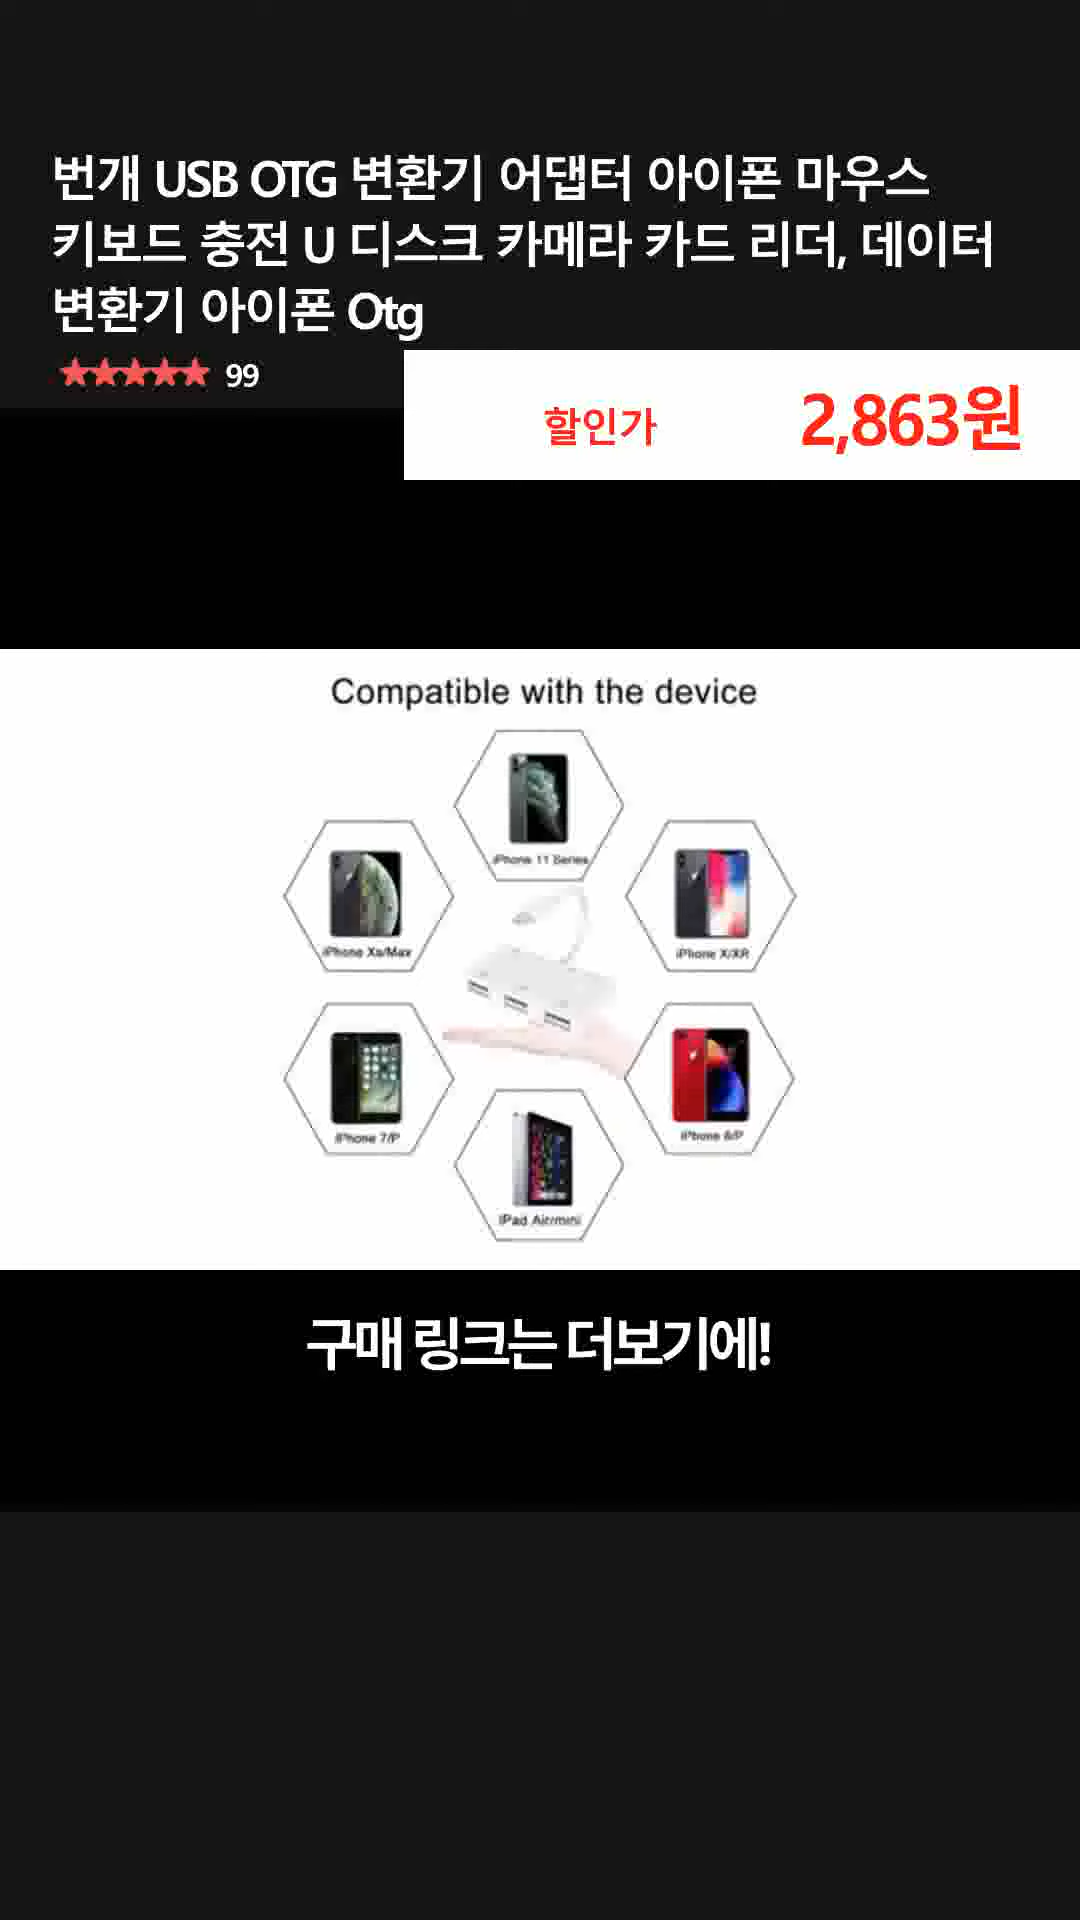 번개 USB OTG 변환기 어댑터 아이폰 마우스
키보드 충전 U 디스크 카메라 카드 리더, 데이터
변환기 아이폰 Otg
99
할인가 2,863원
Compatible with the device
iPhone 11 Series
iPhone Xs/Max
iPhone X/XR
iPhone 7/P
iPhone 8/P
iPad Air/mini
구매 링크는 더보기에!